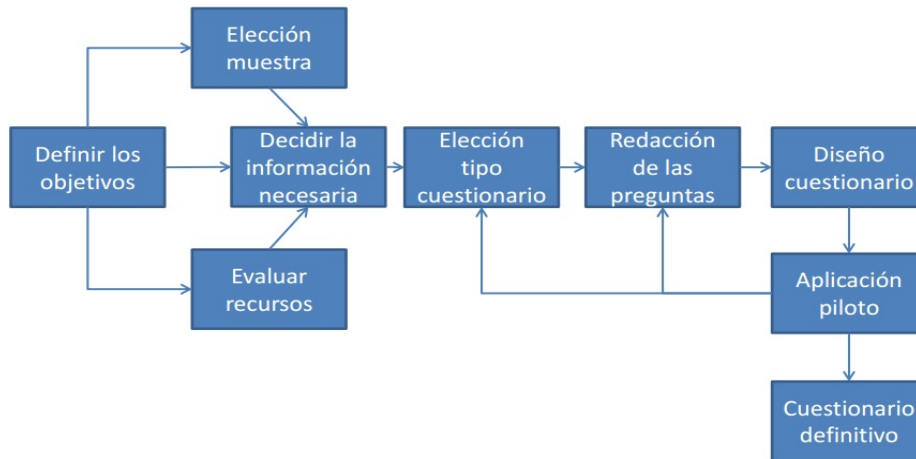 Elección
muestra
Definir los
objetivos
Decidir la
información
necesaria
Elección
tipo
cuestionario
Redacción
de las
preguntas
Diseño
cuestionario
Evaluar
recursos
Aplicación
piloto
Cuestionario
definitivo